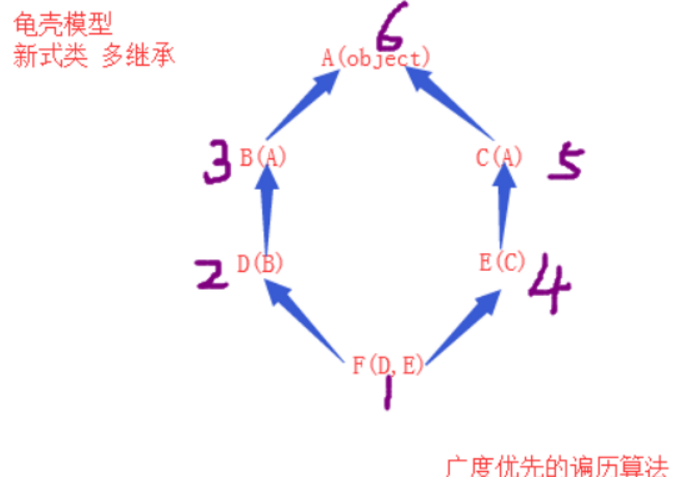 龟壳模型
新式类 多继承
6
A(object)
3 B(A)
C(A) 5
2 D(B)
E(C) 4
F(D,E)
1
广度优先的遍历算法